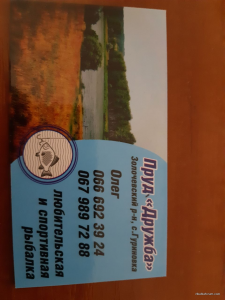 Пруд «Дружба»
Золочевский р-н, с.Гуриновка
Олег
066 692 39 24
067 989 72 88
любительская
и спортивная
рыбалка